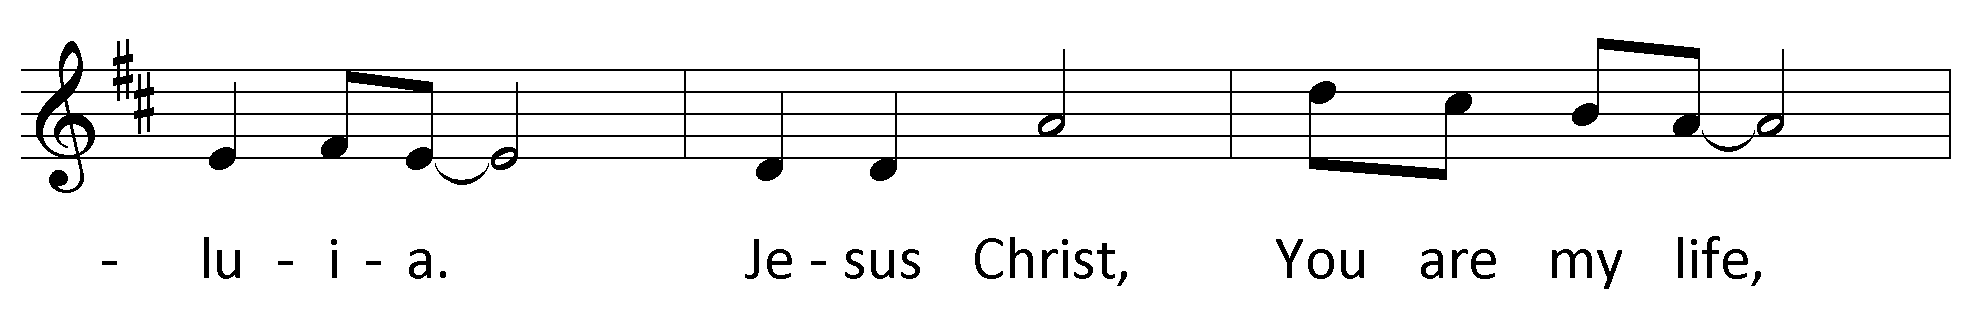 - lu - i - a. Je - sus Christ, You are my life,